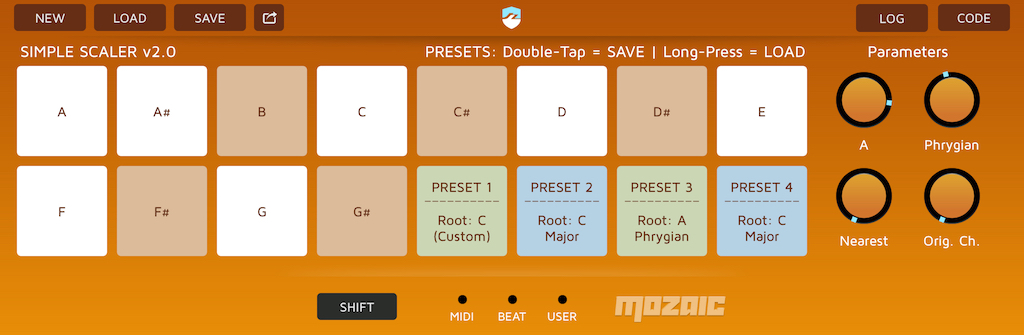 NEW LOAD SAVE LOG CODE
SIMPLE SCALER v2.0 PRESETS: Double-Tap = SAVE | Long-Press = LOAD Parameters
A A# B C C# D D# E
A Phrygian
F F# G G# PRESET 1 PRESET 2 PRESET 3 PRESET 4
---------- ---------- ---------- ----------
Root: C Root: C Root: A Root: C
(Custom) Major Phrygian Major
Nearest Orig. Ch.
SHIFT MIDI BEAT USER MOZAIC